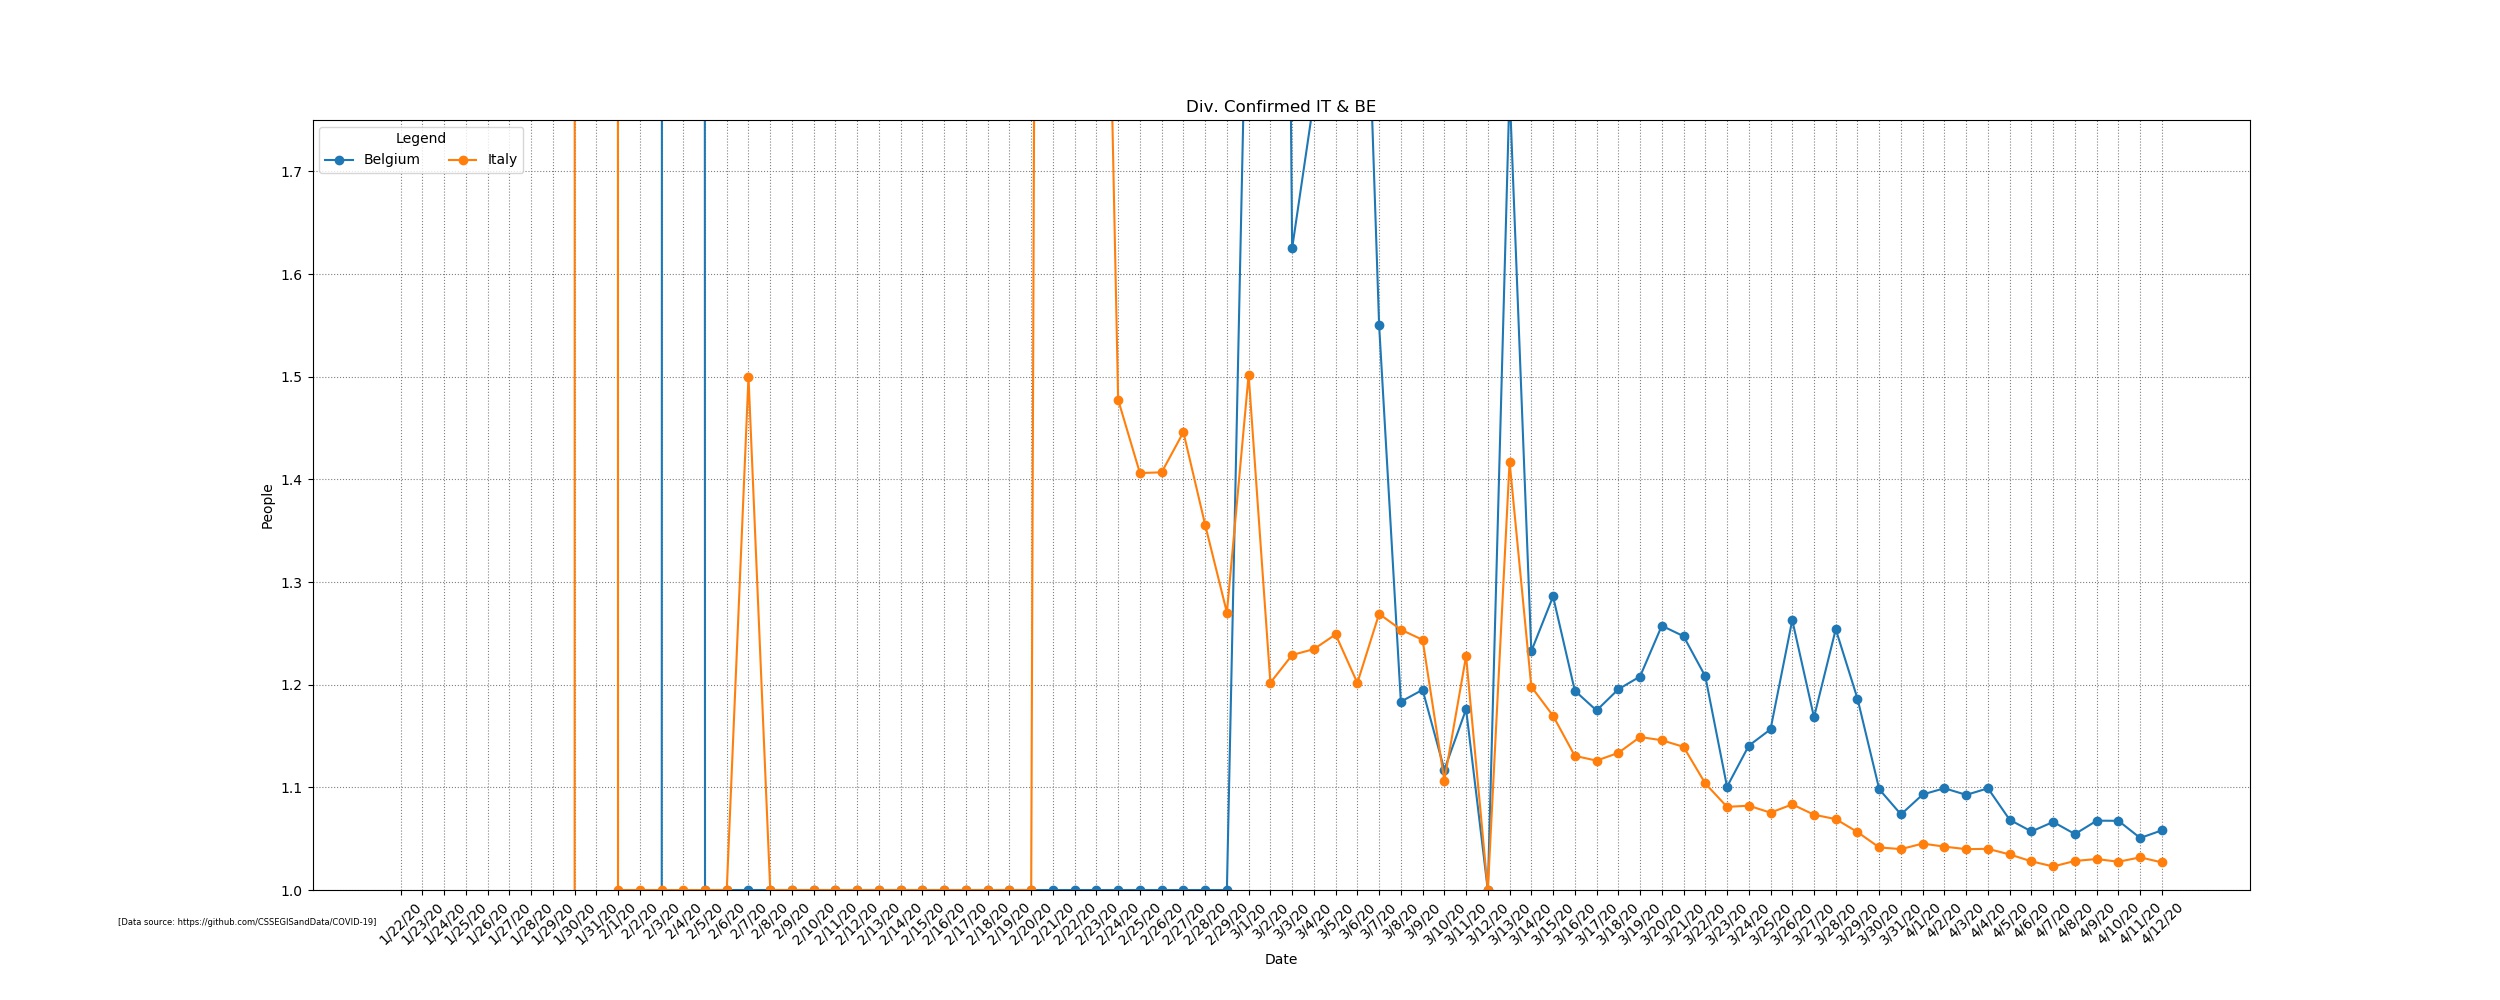 Div. Confirmed IT & BE
Legend
Belgium Italy
1.7
1.6
1.5
1.4
1.3
1.2
1.1
1.0
People
1/22/20 1/23/20 1/24/20 1/25/20 1/26/20 1/27/20 1/28/20 1/29/20 1/30/20 1/31/20 2/1/20 2/2/20 2/3/20 2/4/20 2/5/20 2/6/20 2/7/20 2/8/20 2/9/20 2/10/20 2/11/20 2/12/20 2/13/20 2/14/20 2/15/20 2/16/20 2/17/20 2/18/20 2/19/20 2/20/20 2/21/20 2/22/20 2/23/20 2/24/20 2/25/20 2/26/20 2/27/20 2/28/20 2/29/20 3/1/20 3/2/20 3/3/20 3/4/20 3/5/20 3/6/20 3/7/20 3/8/20 3/9/20 3/10/20 3/11/20 3/12/20 3/13/20 3/14/20 3/15/20 3/16/20 3/17/20 3/18/20 3/19/20 3/20/20 3/21/20 3/22/20 3/23/20 3/24/20 3/25/20 3/26/20 3/27/20 3/28/20 3/29/20 3/30/20 3/31/20 4/1/20 4/2/20 4/3/20 4/4/20 4/5/20 4/6/20 4/7/20 4/8/20 4/9/20 4/10/20 4/11/20 4/12/20
[Data source: https://github.com/CSSEGISandData/COVID-19]
Date